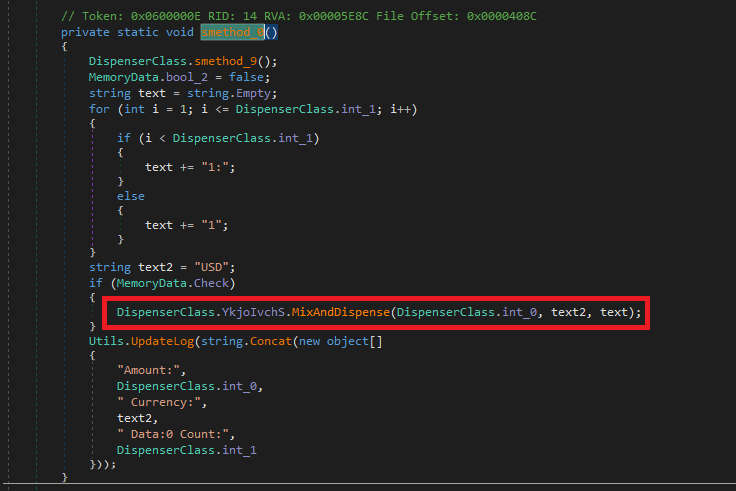 // Token: 0x0600000E RID: 14 RVA: 0x00005E8C File Offset: 0x0000408C
private static void smethod_0()
{
DispenserClass.smethod_9();
MemoryData.bool_2 = false;
string text = string.Empty;
for (int i = 1; i <= DispenserClass.int_1; i++)
{
if (i < DispenserClass.int_1)
{
text += "1:";
}
else
{
text += "1";
}
}
string text2 = "USD";
if (MemoryData.Check)
{
DispenserClass.YkjoIvchS.MixAndDispense(DispenserClass.int_0, text2, text);
}
Utils.UpdateLog(string.Concat(new object[]
{
"Amount:",
DispenserClass.int_0,
" Currency:",
text2,
" Data:0 Count:",
DispenserClass.int_1
}));
}